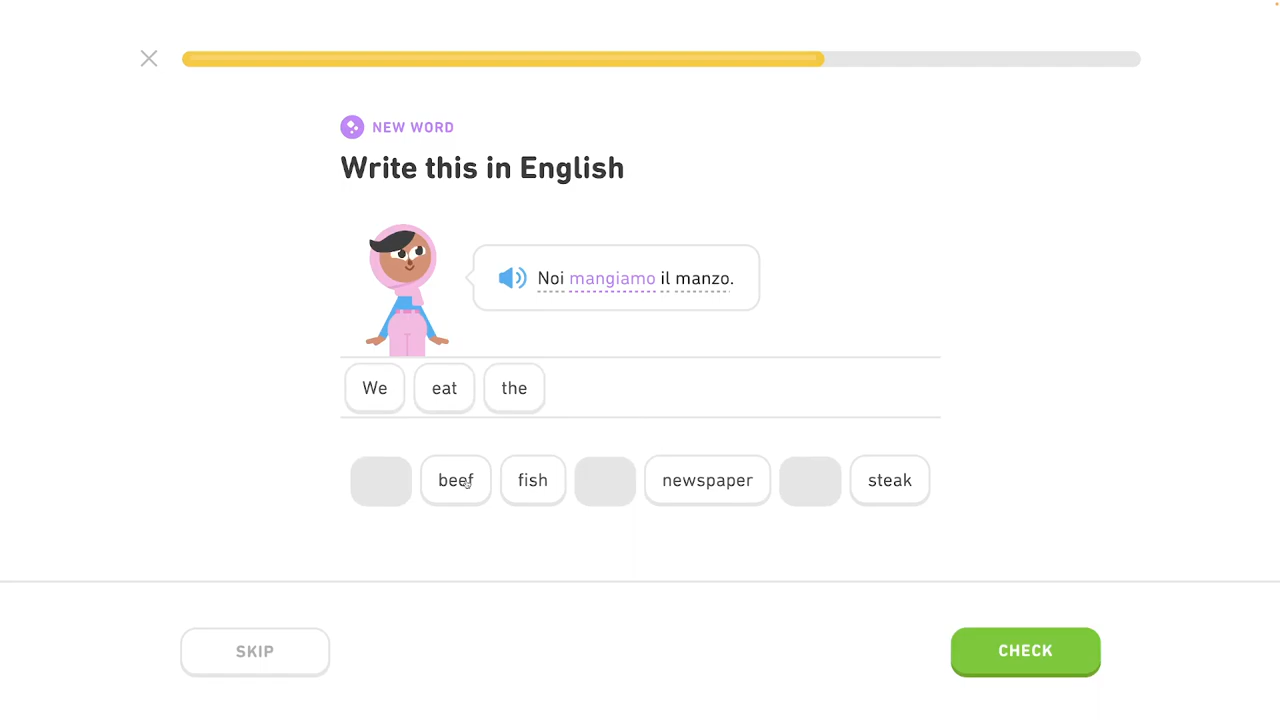 NEW WORD
Write this in English
Noi mangiamo il manzo.
We eat the
beef fish newspaper steak
SKIP CHECK